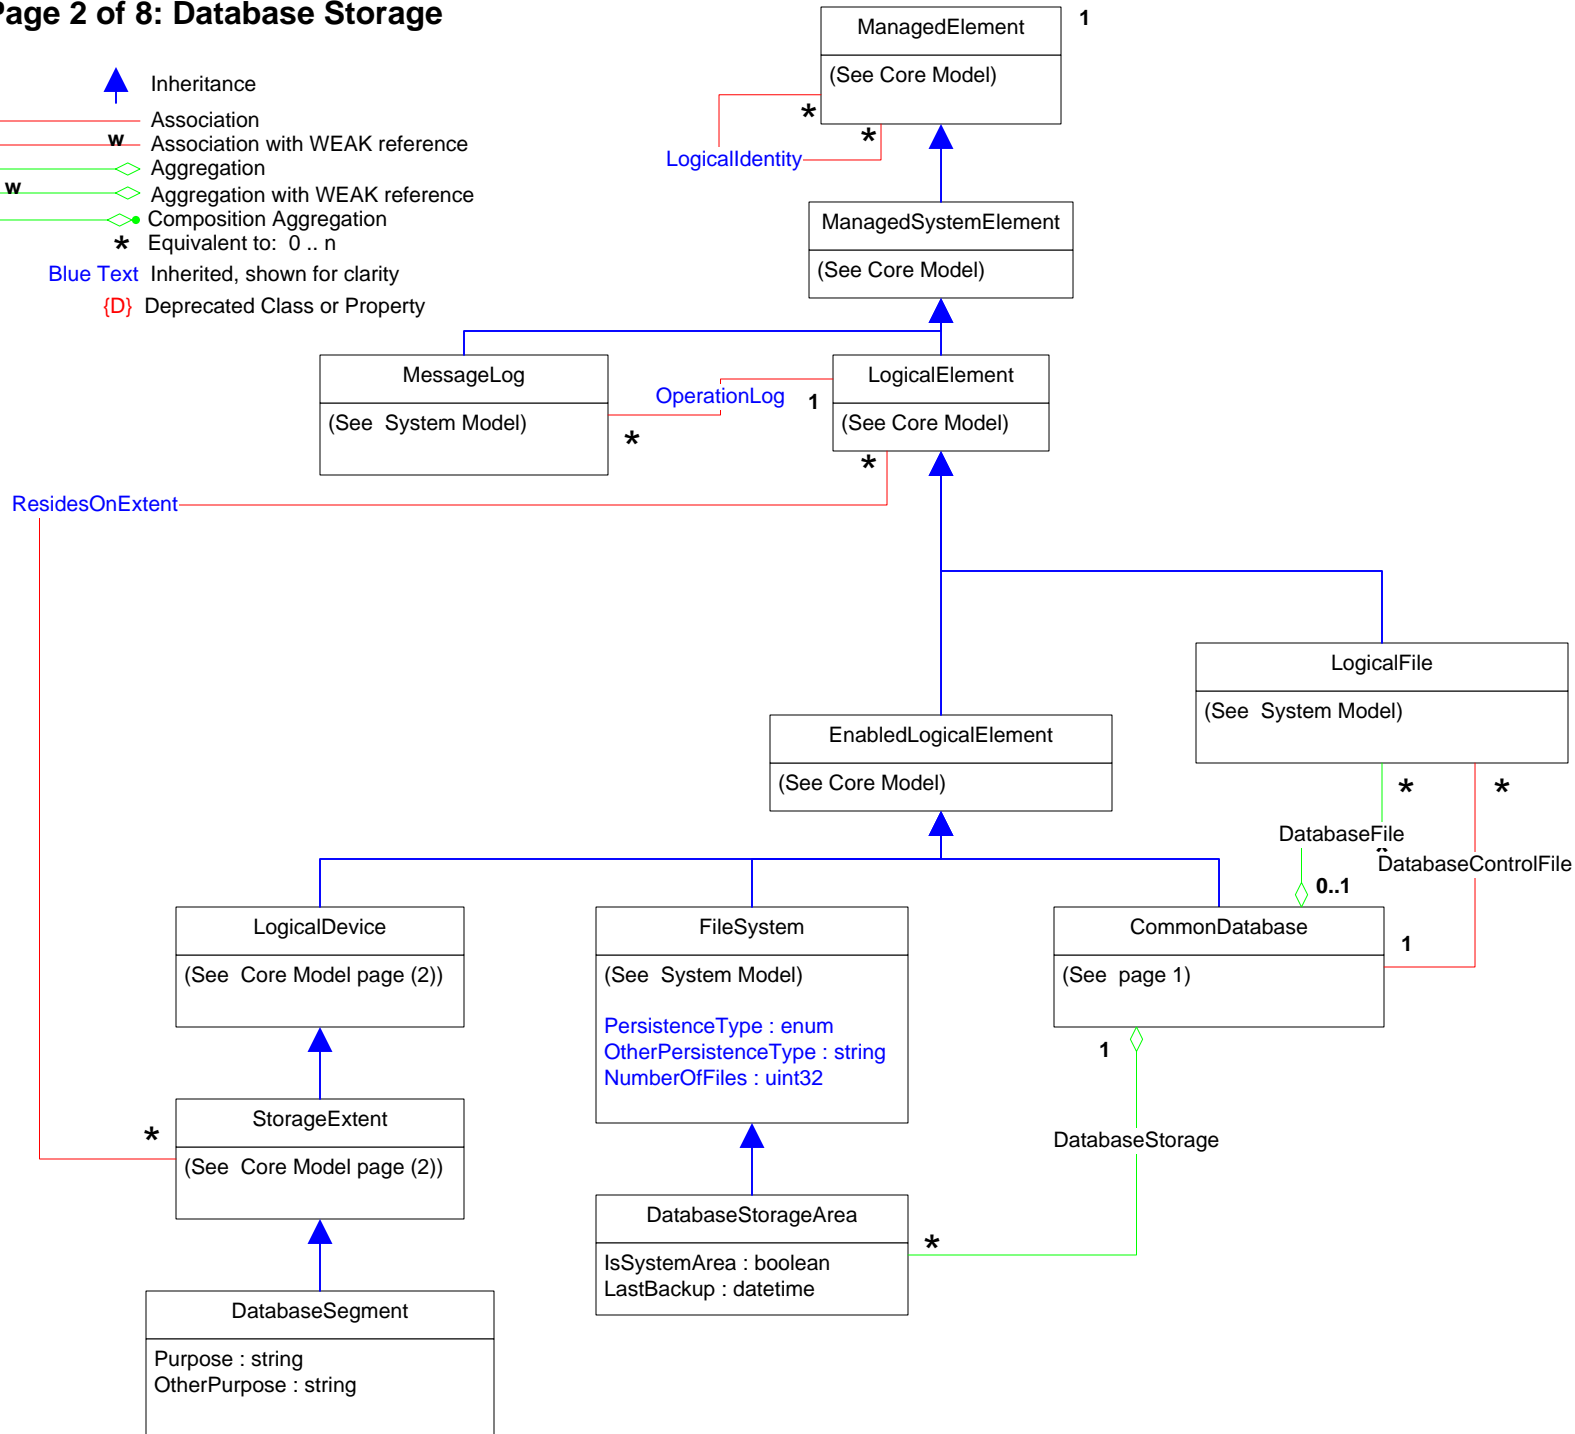 Page 2 of 8: Database Storage
Inheritance
Association
w Association with WEAK reference
Aggregation
w Aggregation with WEAK reference
Composition Aggregation
* Equivalent to: 0 .. n
Blue Text Inherited, shown for clarity
{D} Deprecated Class or Property
ManagedElement
1
(See Core Model)
*
*
LogicalIdentity
ManagedSystemElement
(See Core Model)
MessageLog
(See System Model)
OperationLog
1
*
LogicalElement
(See Core Model)
*
ResidesOnExtent
LogicalFile
(See System Model)
EnabledLogicalElement
(See Core Model)
*
*
DatabaseFile
DatabaseControlFile
0..1
LogicalDevice
(See Core Model page (2))
FileSystem
(See System Model)
PersistenceType : enum
OtherPersistenceType : string
NumberOfFiles : uint32
CommonDatabase
(See page 1)
1
1
StorageExtent
(See Core Model page (2))
*
DatabaseStorage
DatabaseStorageArea
IsSystemArea : boolean
LastBackup : datetime
*
DatabaseSegment
Purpose : string
OtherPurpose : string